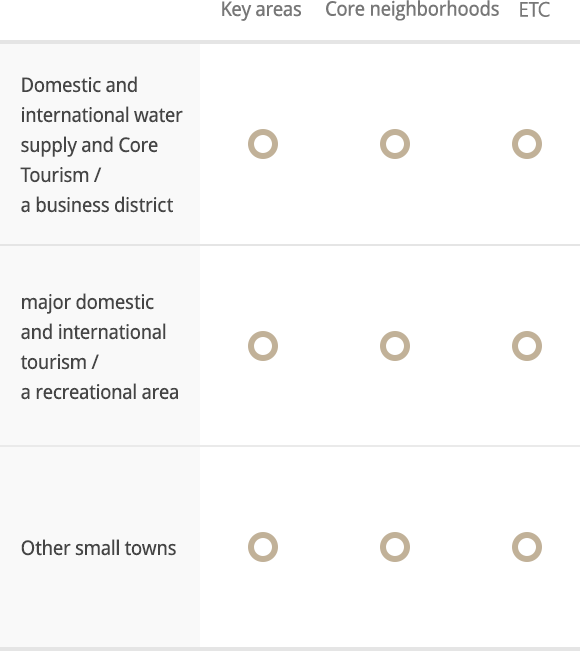 Key areas Core neighborhoods ETC
Domestic and
international water
supply and Core
Tourism /
a business district
major domestic
and international
tourism /
a recreational area
Other small towns